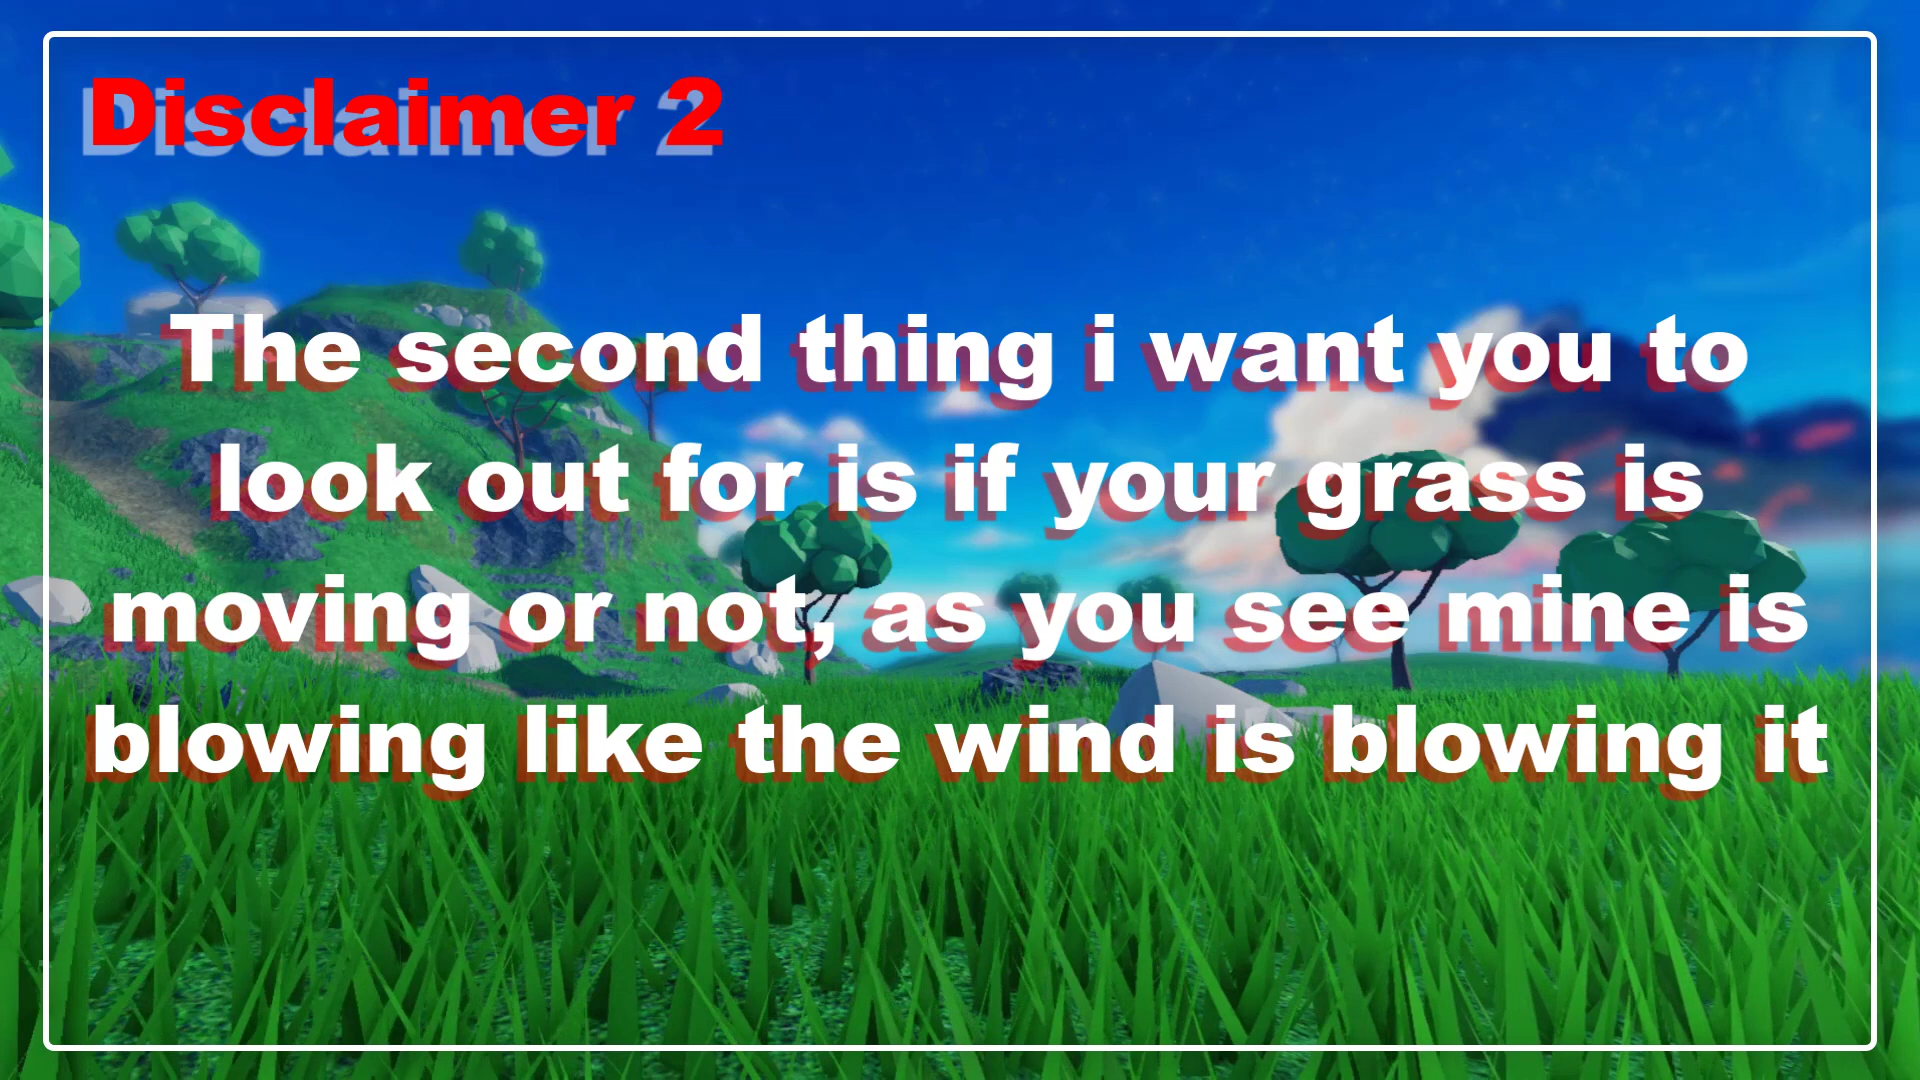 Disclaimer 2
The second thing i want you to
look out for is if your grass is
moving or not, as you see mine is
blowing like the wind is blowing it